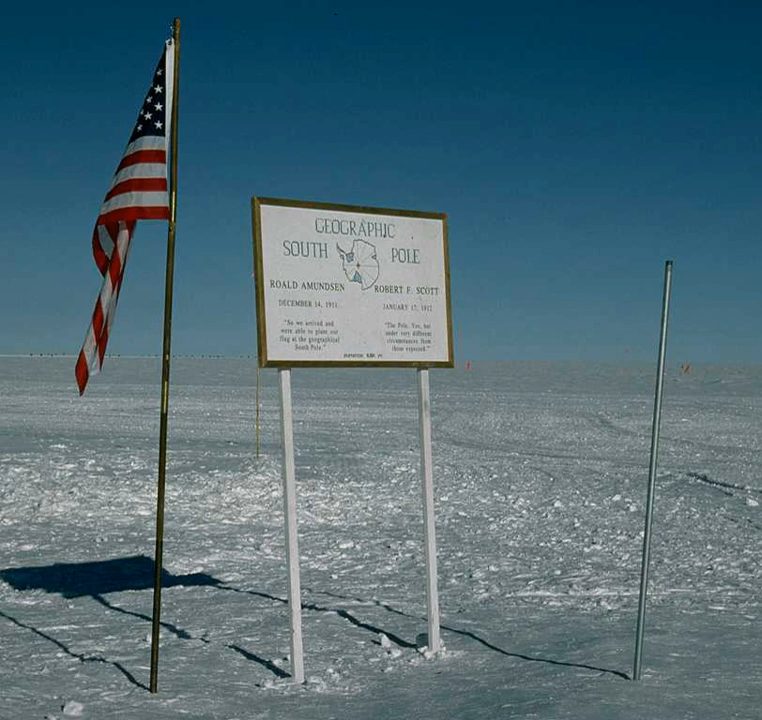 GEOGRAPHIC
SOUTH POLE
ROALD AMUNDSEN
DECEMBER 14, 1911
"So we arrived and
were able to plant our
flag at the geographical
South Pole."
ROBERT F. SCOTT
JANUARY 17, 1912
"The Pole. Yes, but
under very different
circumstances from
those expected."
ELEVATION